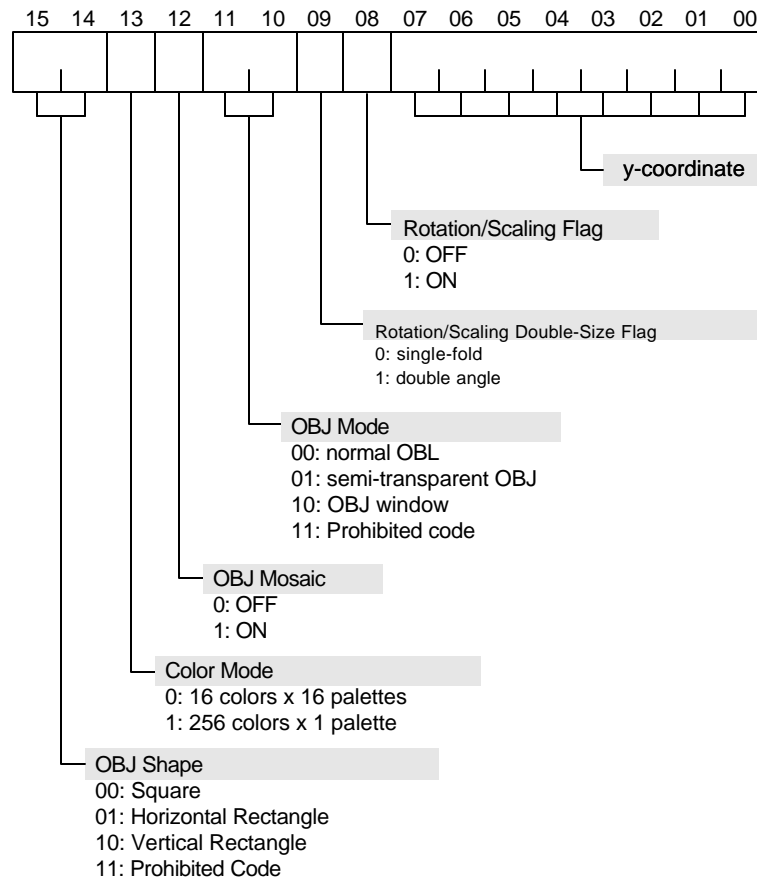 15 14 13 12 11 10 09 08 07 06 05 04 03 02 01 00
y-coordinate
Rotation/Scaling Flag
0: OFF
1: ON
Rotation/Scaling Double-Size Flag
0: single-fold
1: double angle
OBJ Mode
00: normal OBL
01: semi-transparent OBJ
10: OBJ window
11: Prohibited code
OBJ Mosaic
0: OFF
1: ON
Color Mode
0: 16 colors x 16 palettes
1: 256 colors x 1 palette
OBJ Shape
00: Square
01: Horizontal Rectangle
10: Vertical Rectangle
11: Prohibited Code